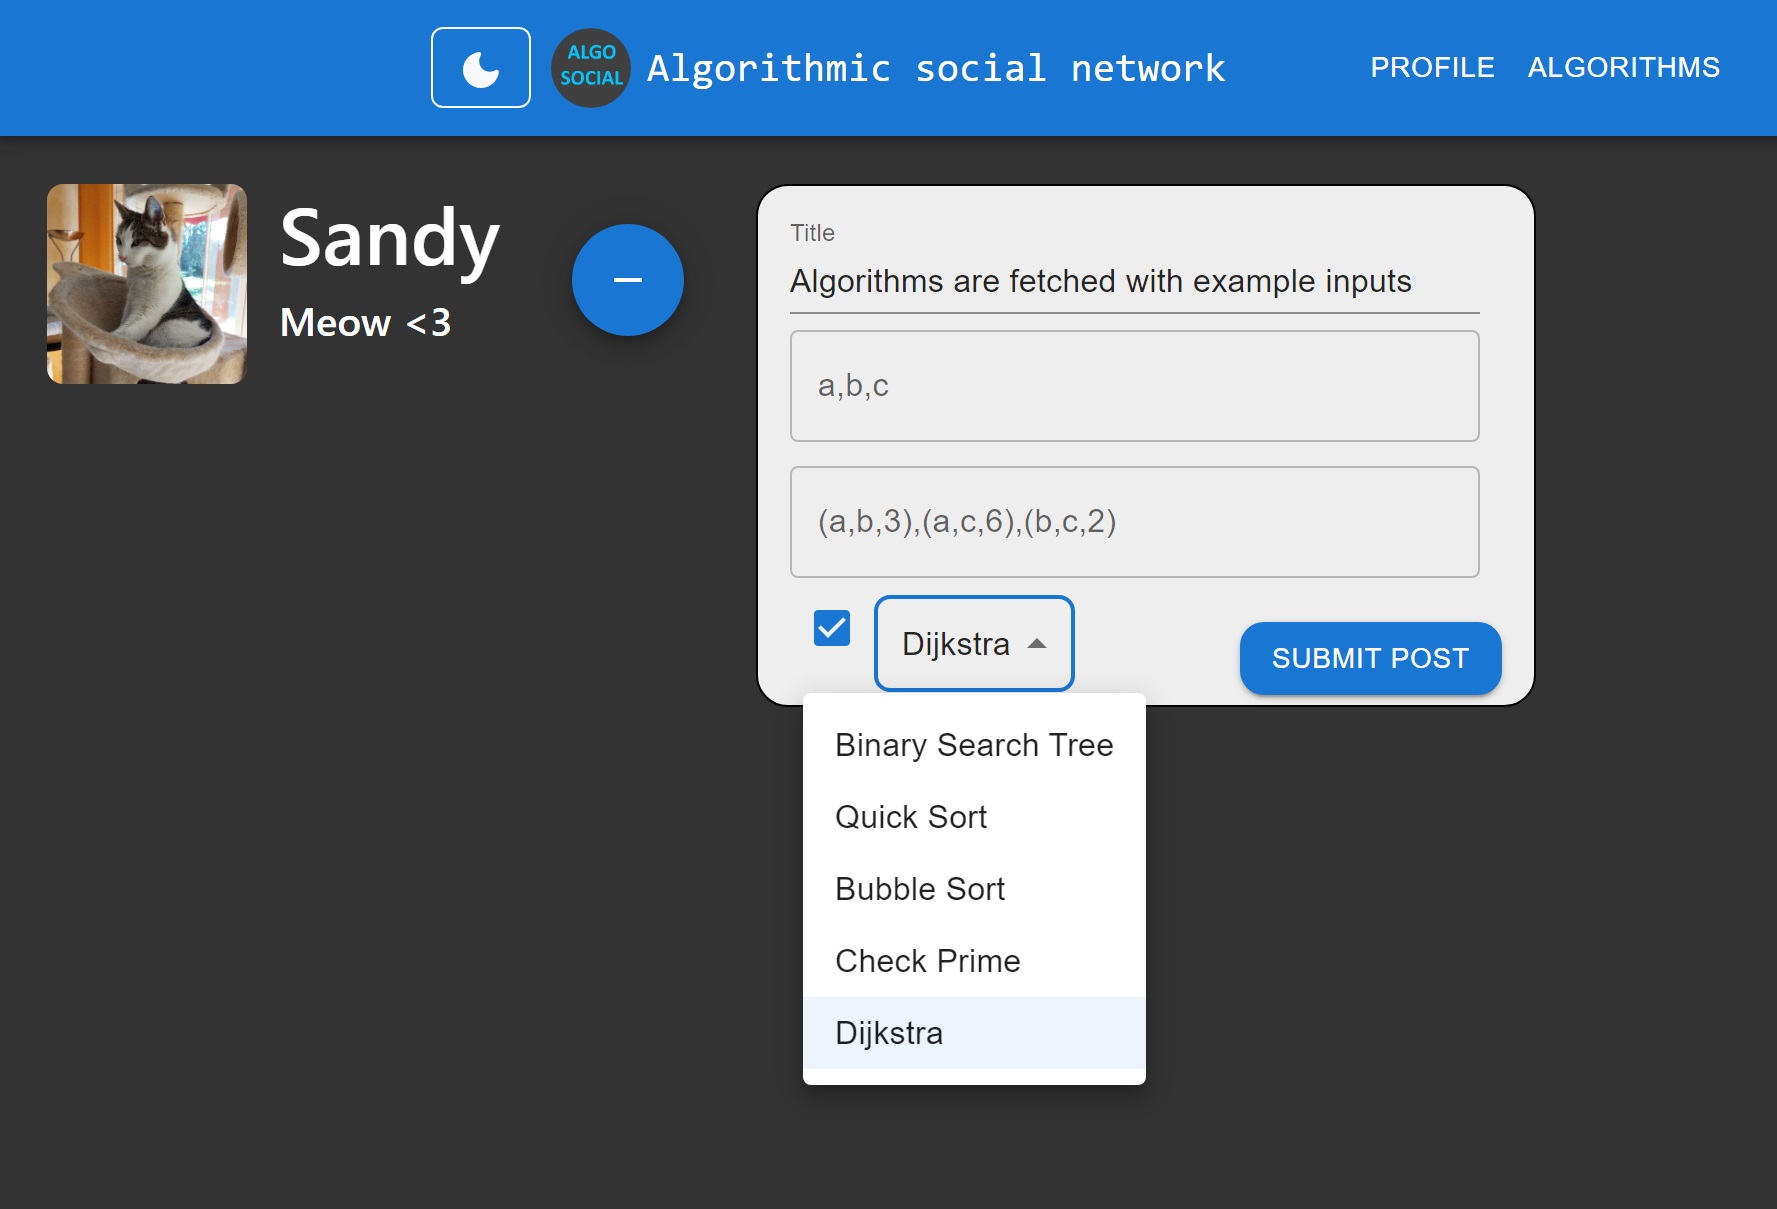 ALGO
SOCIAL
Algorithmic social network
PROFILE
ALGORITHMS
Sandy
Meow <3
Title
Algorithms are fetched with example inputs
a,b,c
(a,b,3),(a,c,6),(b,c,2)
Dijkstra
SUBMIT POST
Binary Search Tree
Quick Sort
Bubble Sort
Check Prime
Dijkstra